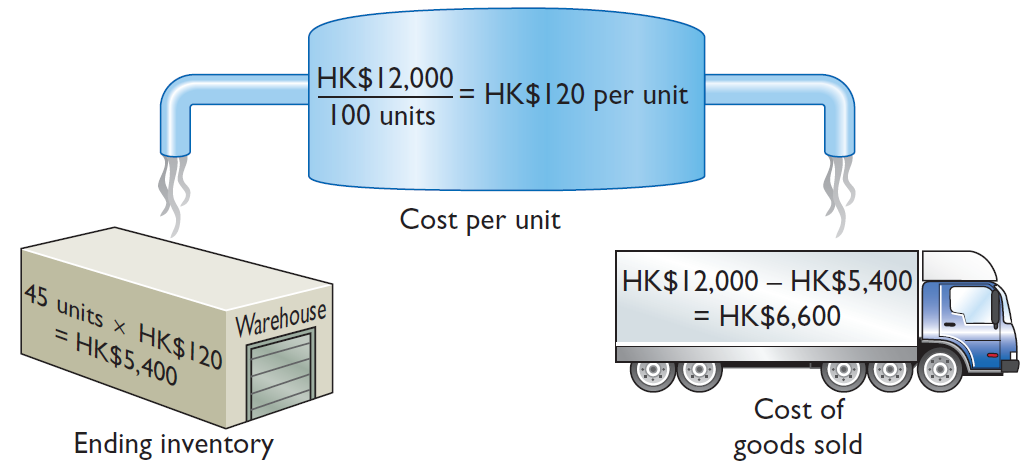 HK$12,000
100 units
= HK$120 per unit
Cost per unit
45 units × HK$120
= HK$5,400
Warehouse
Ending inventory
HK$12,000 – HK$5,400
= HK$6,600
Cost of
goods sold